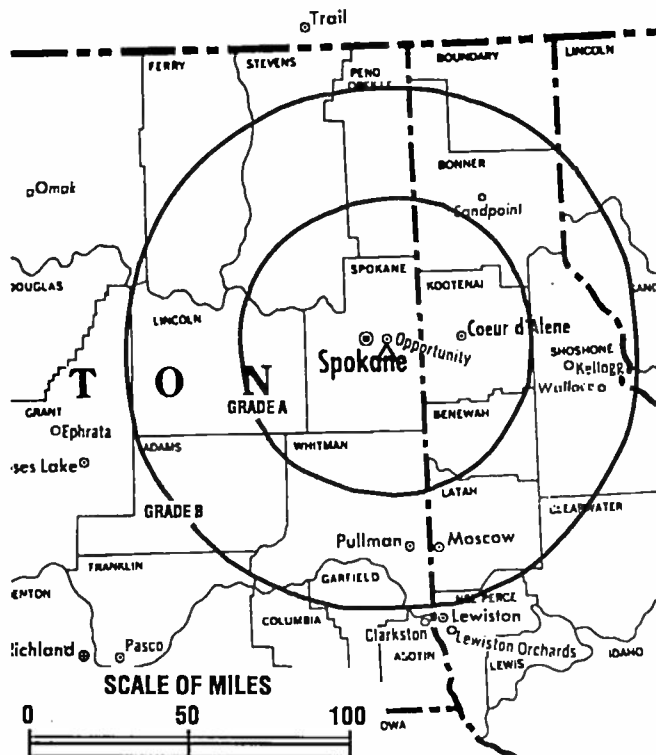 Trail
FERRY
STEVENS
PEND
OREILLE
BOUNDARY
LINCOLN
BONNER
Omak
Sandpoint
DOUGLAS
SPOKANE
KOOTENAI
LINCOLN
Spokane
Opportunity
Coeur d'Alene
SHOSHONE
Kellogg
Wallace
T O N
GRADE A
GRANT
Ephrata
BENEWAH
ADAMS
WHITMAN
ses Lake
LATAH
GRADE B
CLEARWATER
Pullman
Moscow
FRANKLIN
GARFIELD
ENTON
NEZ PERCE
COLUMBIA
Lewiston
Clarkston
Lewiston Orchards
ichland
Pasco
ASOTIN
LEWIS
IDAHO
SCALE OF MILES
0 50 100
OWA